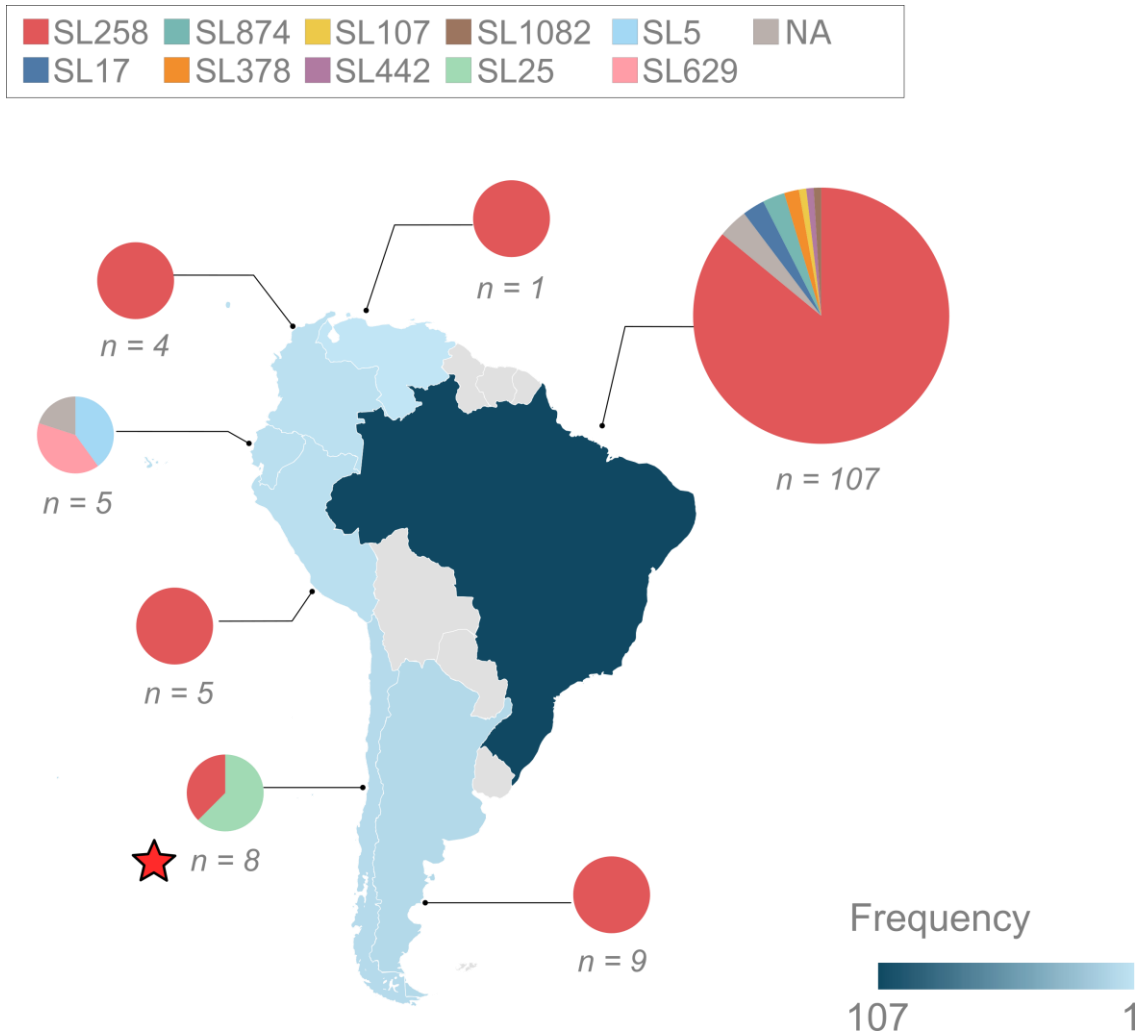 SL258 SL874 SL107 SL1082 SL5 NA
SL17 SL378 SL442 SL25 SL629
n = 1
n = 4
n = 107
n = 5
n = 5
n = 8
n = 9
Frequency
107 1